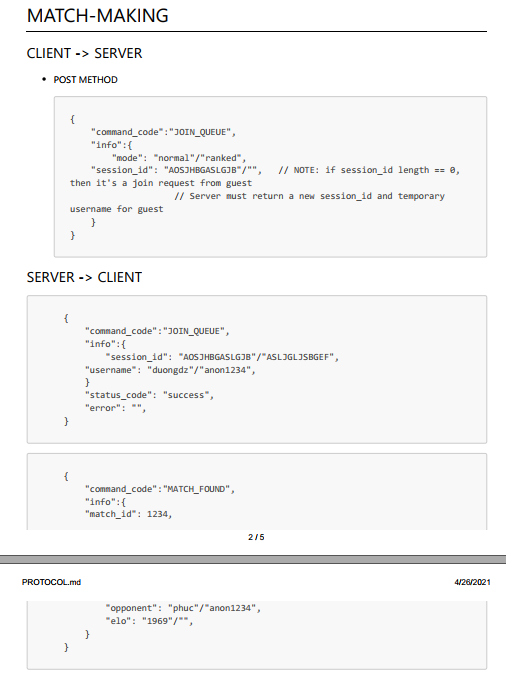 MATCH-MAKING
CLIENT -> SERVER
• POST METHOD
{
"command_code":"JOIN_QUEUE",
"info":{
"mode": "normal"/"ranked",
"session_id": "AOSJHBGASLGJB"/"", // NOTE: if session_id length == 0,
then it's a join request from guest
// Server must return a new session_id and temporary
username for guest
}
}
SERVER -> CLIENT
{
"command_code":"JOIN_QUEUE",
"info":{
"session_id": "AOSJHBGASLGJB"/"ASLJGLJSBGEF",
"username": "duongdz"/"anon1234",
}
"status_code": "success",
"error": "",
}
{
"command_code":"MATCH_FOUND",
"info":{
"match_id": 1234,
2 / 5
PROTOCOL.md 4/26/2021
"opponent": "phuc"/"anon1234",
"elo": "1969"/"",
}
}